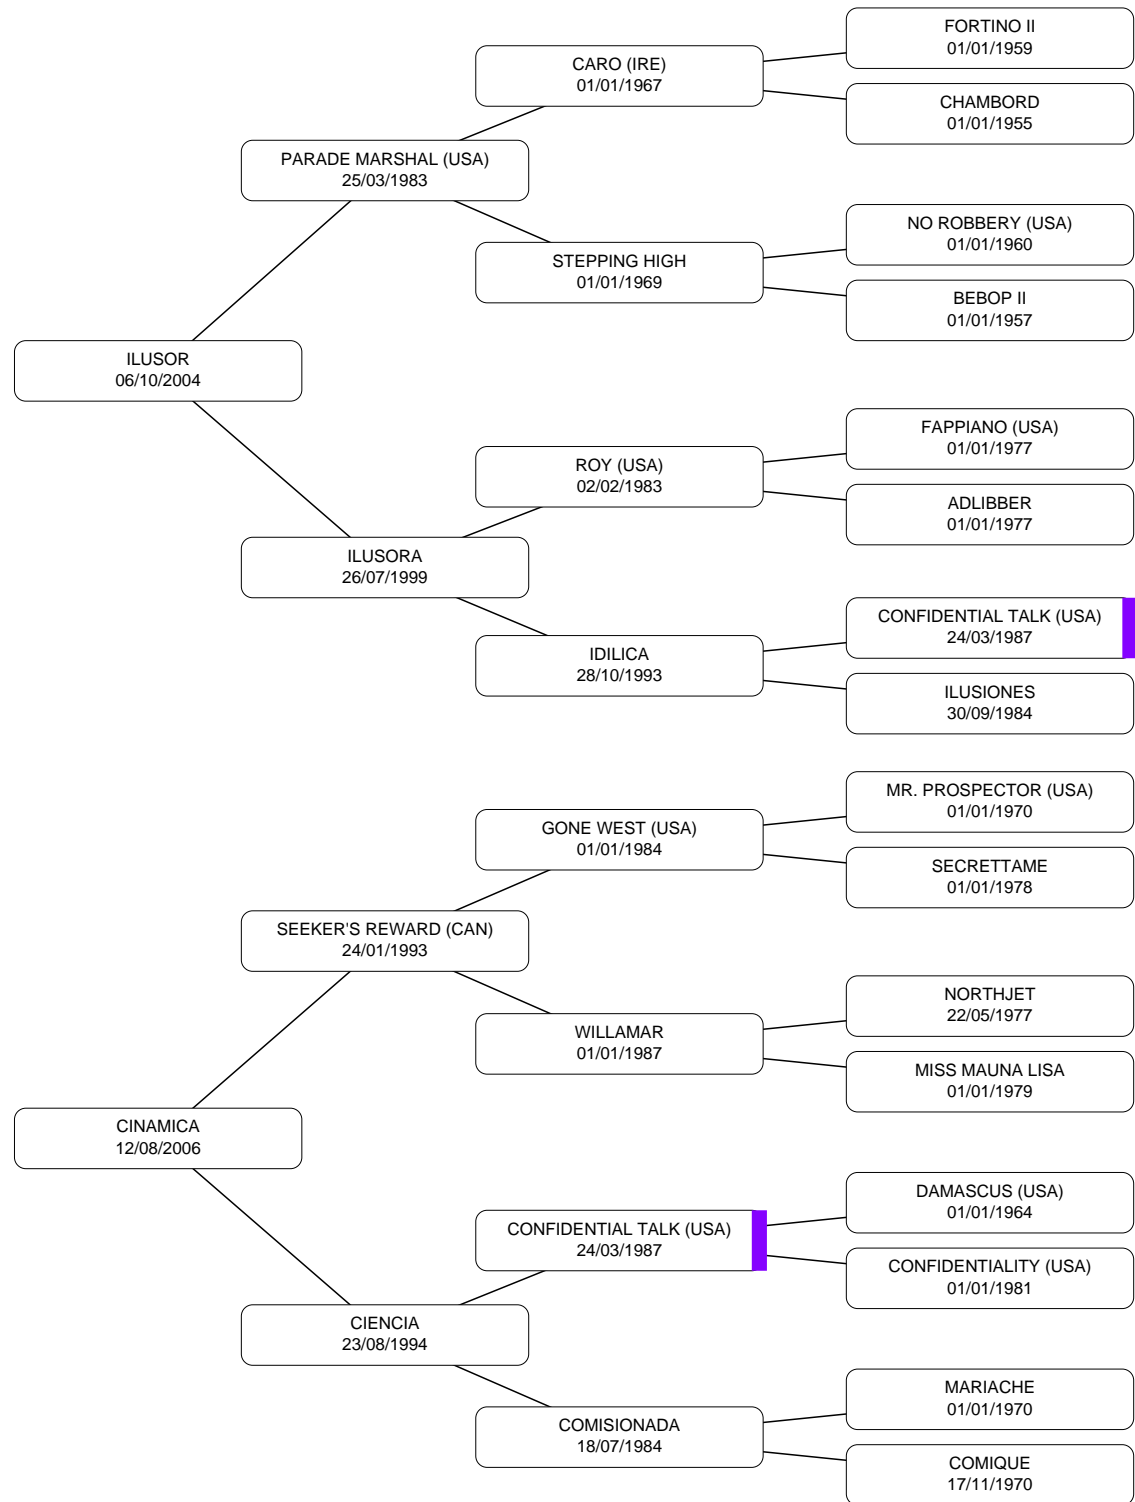 FORTINO II
01/01/1959
CARO (IRE)
01/01/1967
CHAMBORD
01/01/1955
PARADE MARSHAL (USA)
25/03/1983
NO ROBBERY (USA)
01/01/1960
STEPPING HIGH
01/01/1969
BEBOP II
01/01/1957
ILUSOR
06/10/2004
FAPPIANO (USA)
01/01/1977
ROY (USA)
02/02/1983
ADLIBBER
01/01/1977
ILUSORA
26/07/1999
CONFIDENTIAL TALK (USA)
24/03/1987
IDILICA
28/10/1993
ILUSIONES
30/09/1984
MR. PROSPECTOR (USA)
01/01/1970
GONE WEST (USA)
01/01/1984
SECRETTAME
01/01/1978
SEEKER'S REWARD (CAN)
24/01/1993
NORTHJET
22/05/1977
WILLAMAR
01/01/1987
MISS MAUNA LISA
01/01/1979
CINAMICA
12/08/2006
DAMASCUS (USA)
01/01/1964
CONFIDENTIAL TALK (USA)
24/03/1987
CONFIDENTIALITY (USA)
01/01/1981
CIENCIA
23/08/1994
MARIACHE
01/01/1970
COMISIONADA
18/07/1984
COMIQUE
17/11/1970